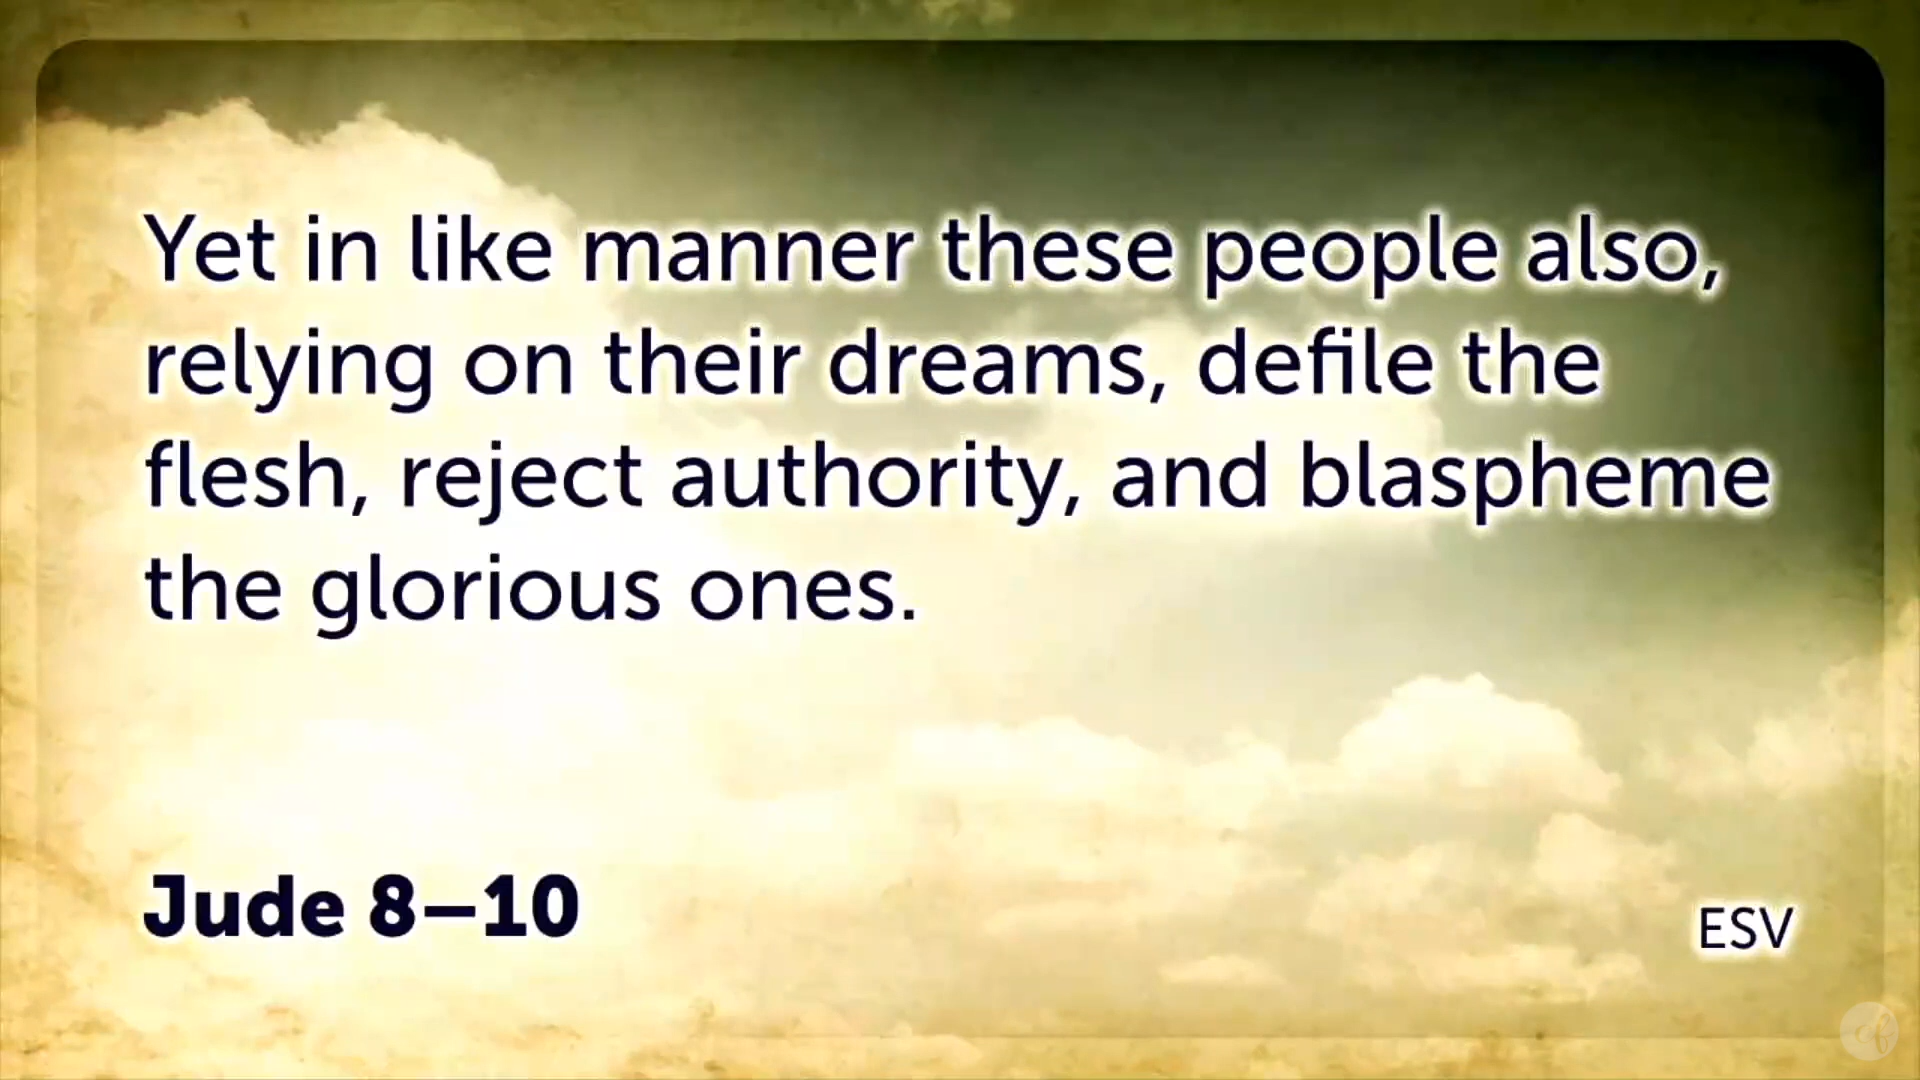 Yet in like manner these people also,
relying on their dreams, defile the
flesh, reject authority, and blaspheme
the glorious ones.
Jude 8–10
ESV